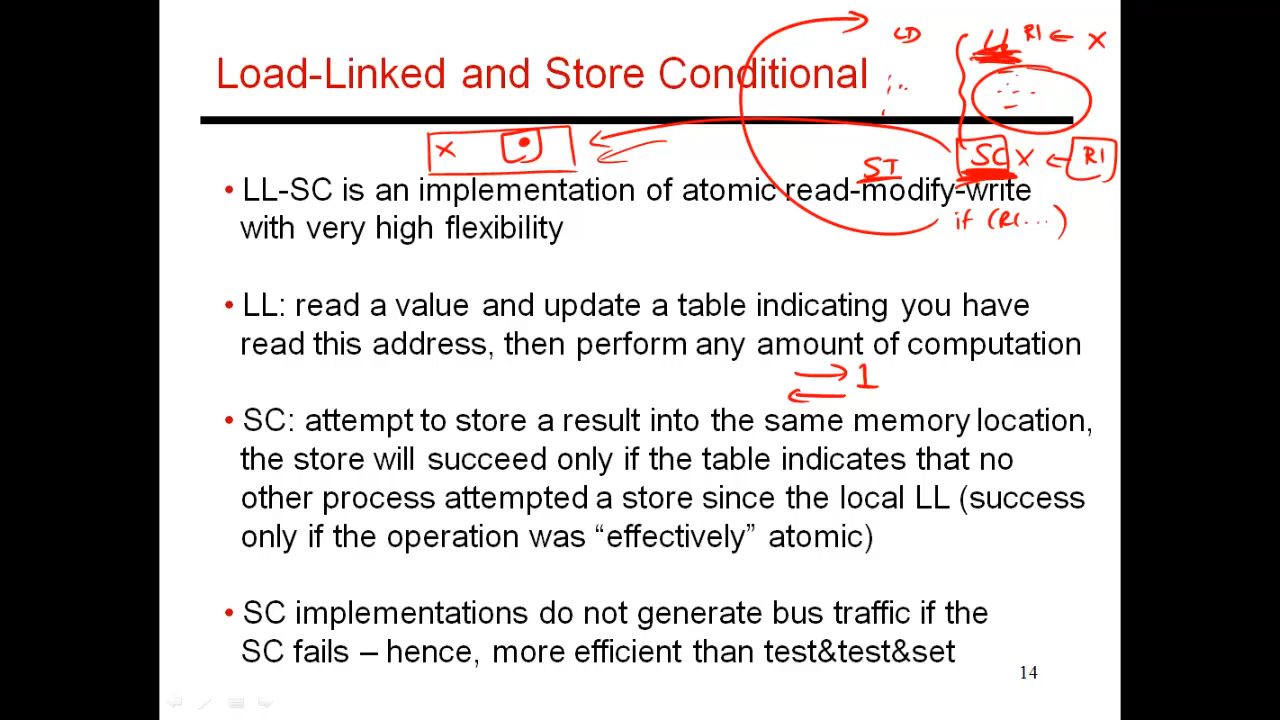 LD
LL R1 ← X
Load-Linked and Store Conditional
X
SC X ← R1
ST
• LL-SC is an implementation of atomic read-modify-write
with very high flexibility
if (R1...)
• LL: read a value and update a table indicating you have
read this address, then perform any amount of computation
1
• SC: attempt to store a result into the same memory location,
the store will succeed only if the table indicates that no
other process attempted a store since the local LL (success
only if the operation was “effectively” atomic)
• SC implementations do not generate bus traffic if the
SC fails – hence, more efficient than test&test&set
14